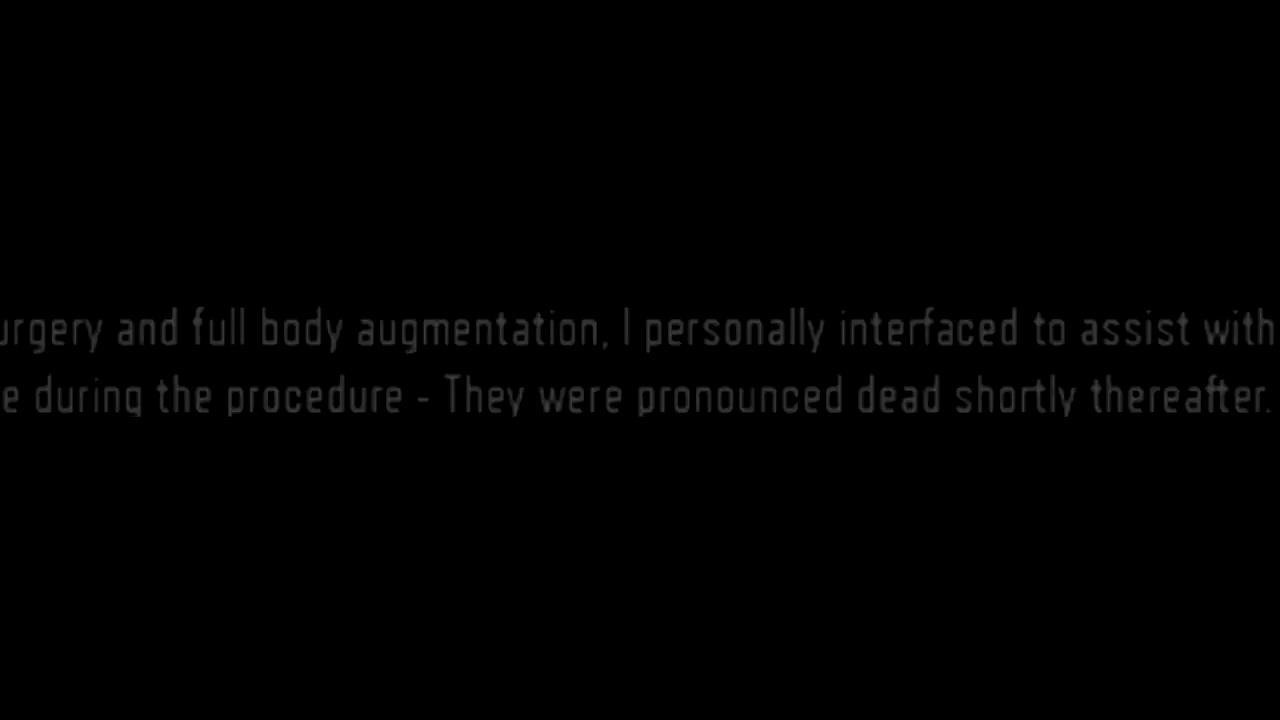 urgery and full body augmentation, I personally interfaced to assist with
e during the procedure - They were pronounced dead shortly thereafter.